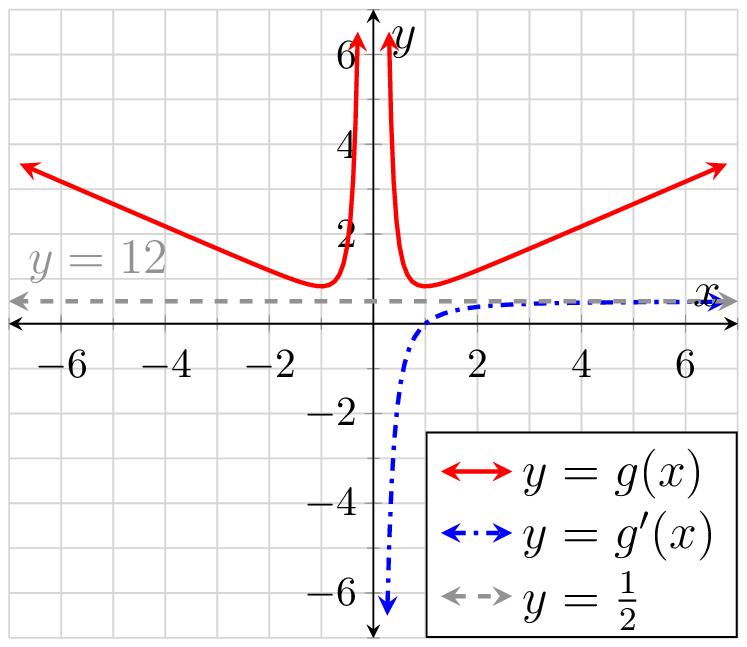 y
6
4
2
y = 12
x
−6 −4 −2 2 4 6
−2
−4
−6
y = g(x)
y = g′(x)
y = 1/2